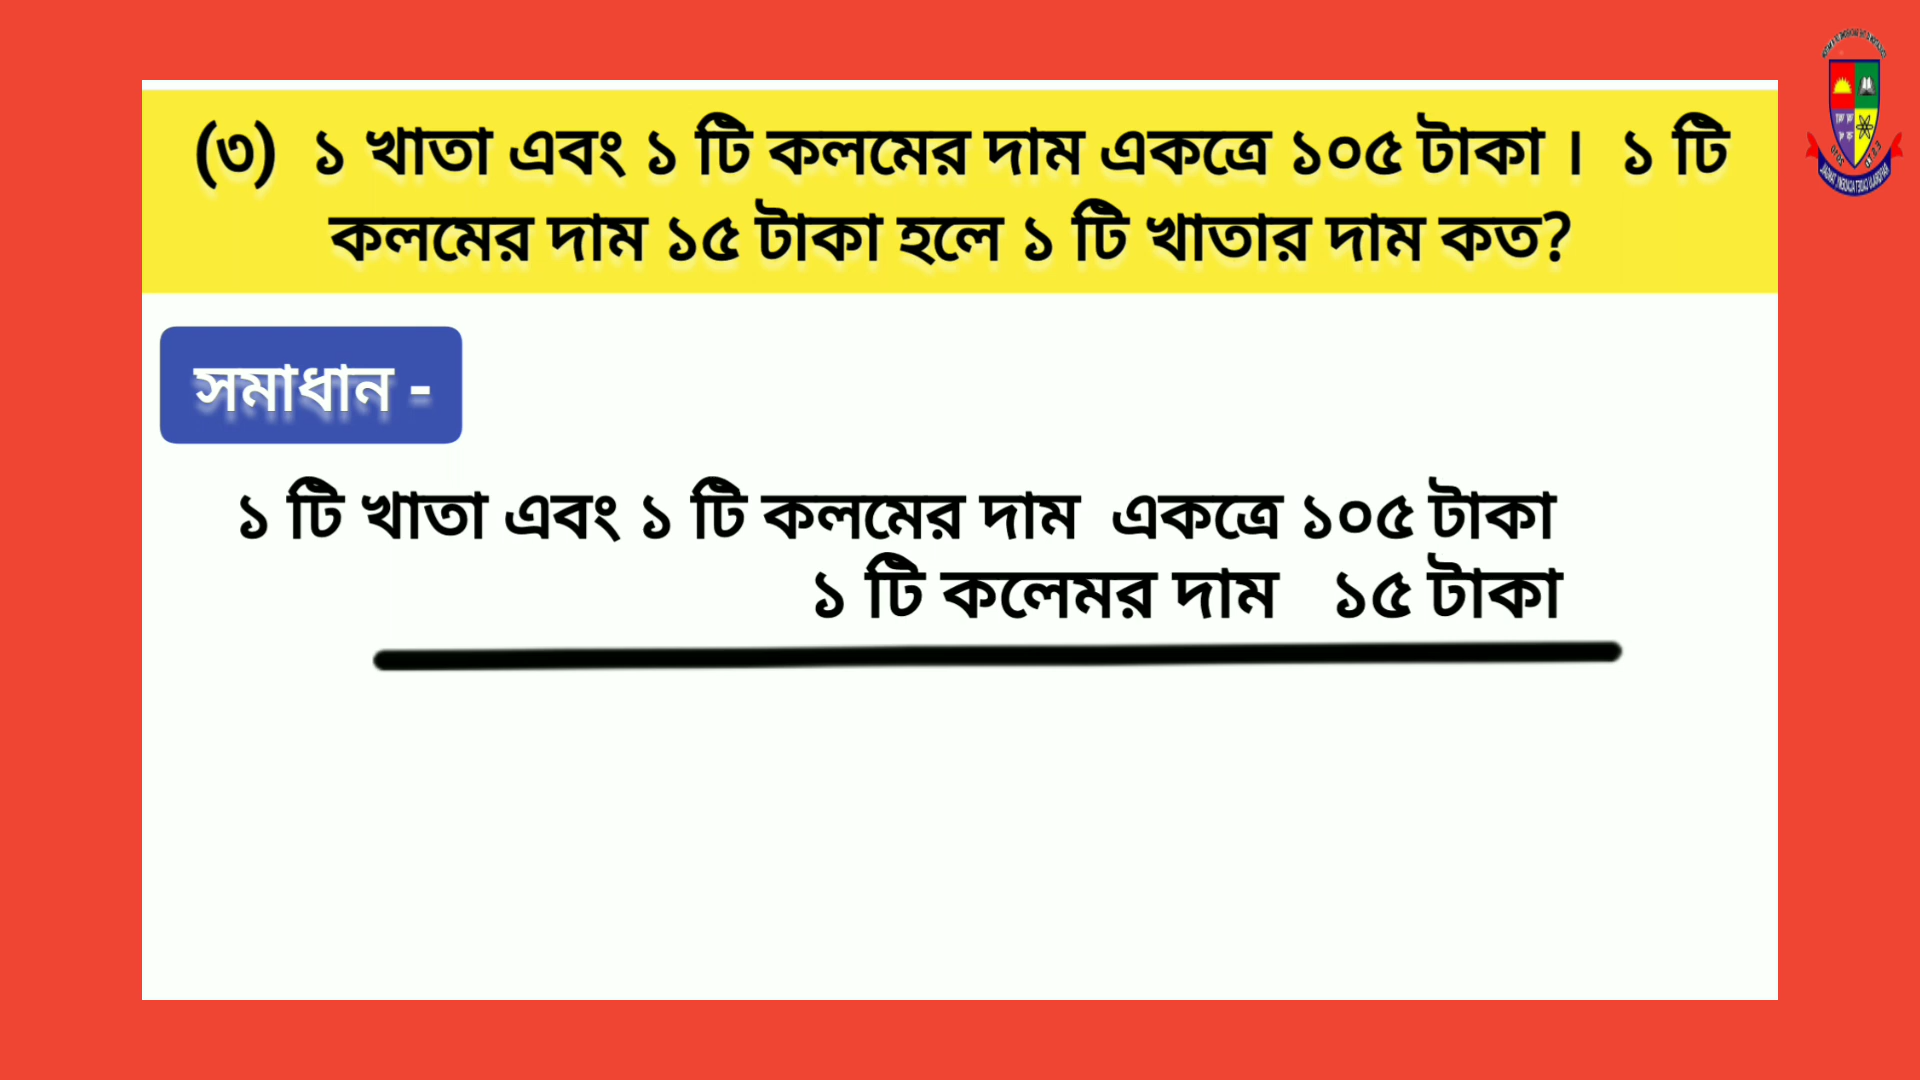 (৩) ১ খাতা এবং ১ টি কলমের দাম একত্রে ১০৫ টাকা । ১ টি
কলমের দাম ১৫ টাকা হলে ১ টি খাতার দাম কত?
সমাধান -
১ টি খাতা এবং ১ টি কলমের দাম একত্রে ১০৫ টাকা
১ টি কলেমর দাম ১৫ টাকা